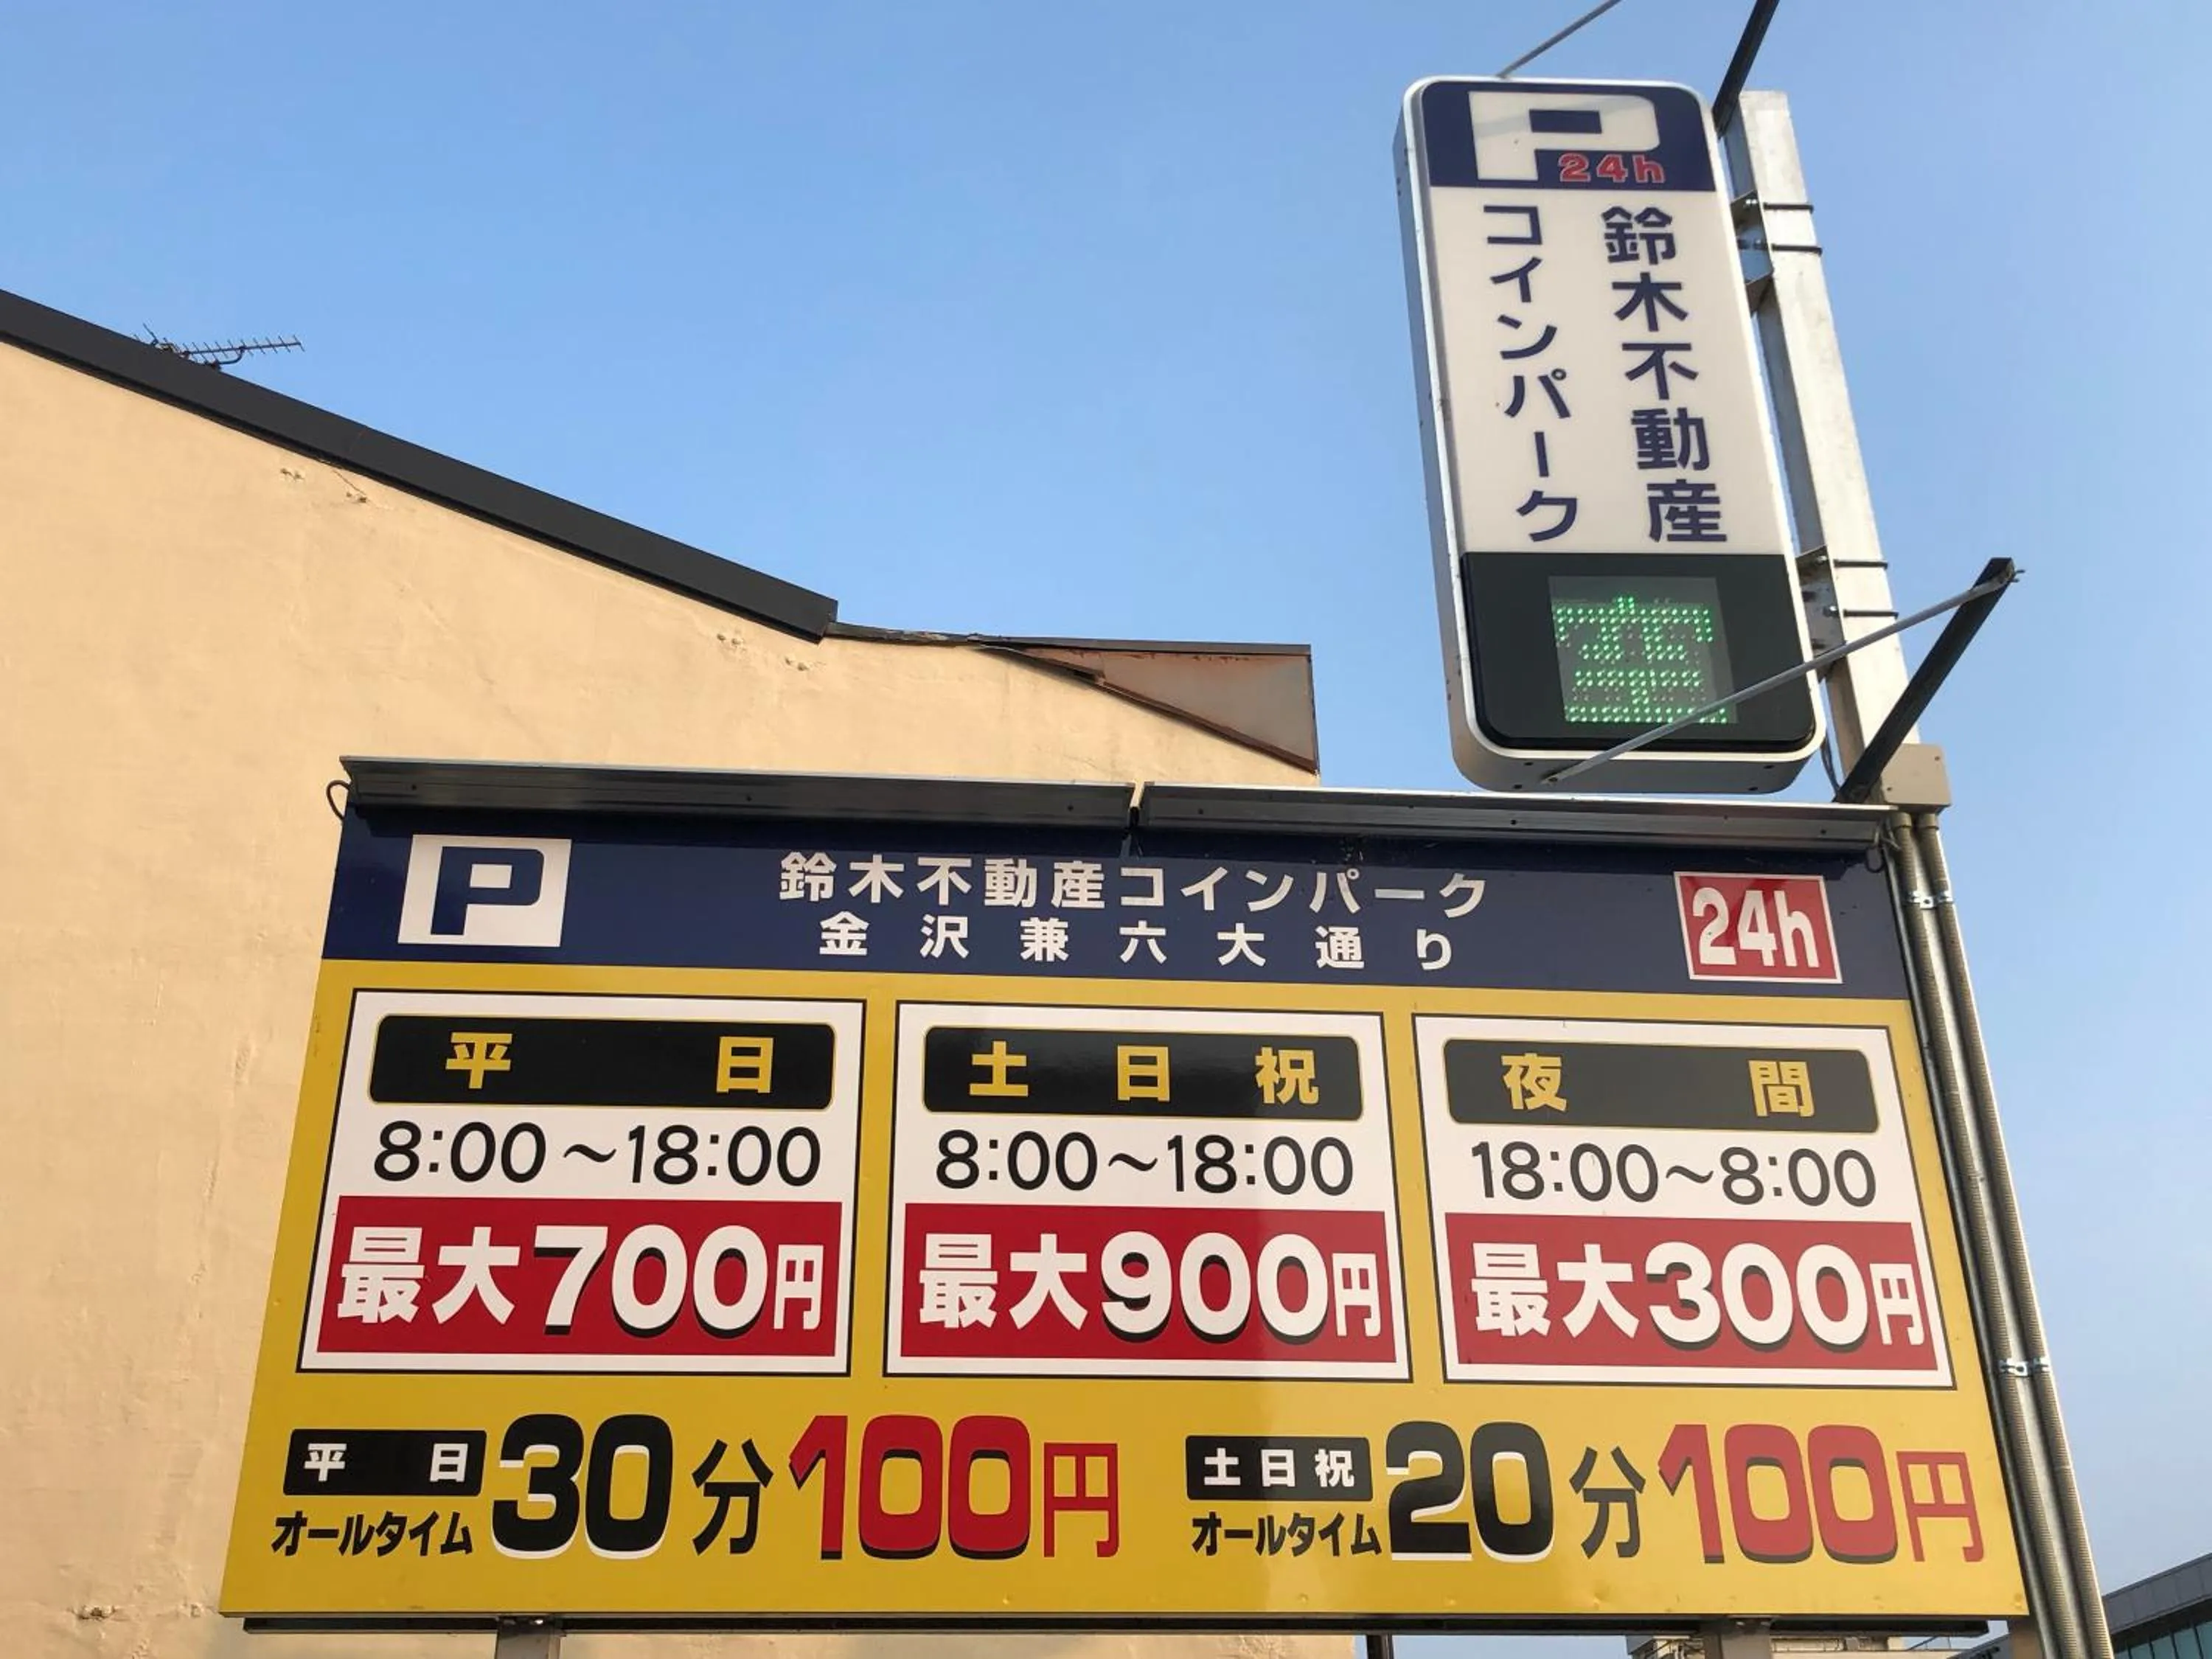 P
24h
鈴木不動産
コインパーク
空
P
鈴木不動産コインパーク
金沢兼六大通り
24h
平日
8:00～18:00
最大700円
土日祝
8:00～18:00
最大900円
夜間
18:00～8:00
最大300円
平日
オールタイム
30分100円
土日祝
オールタイム
20分100円